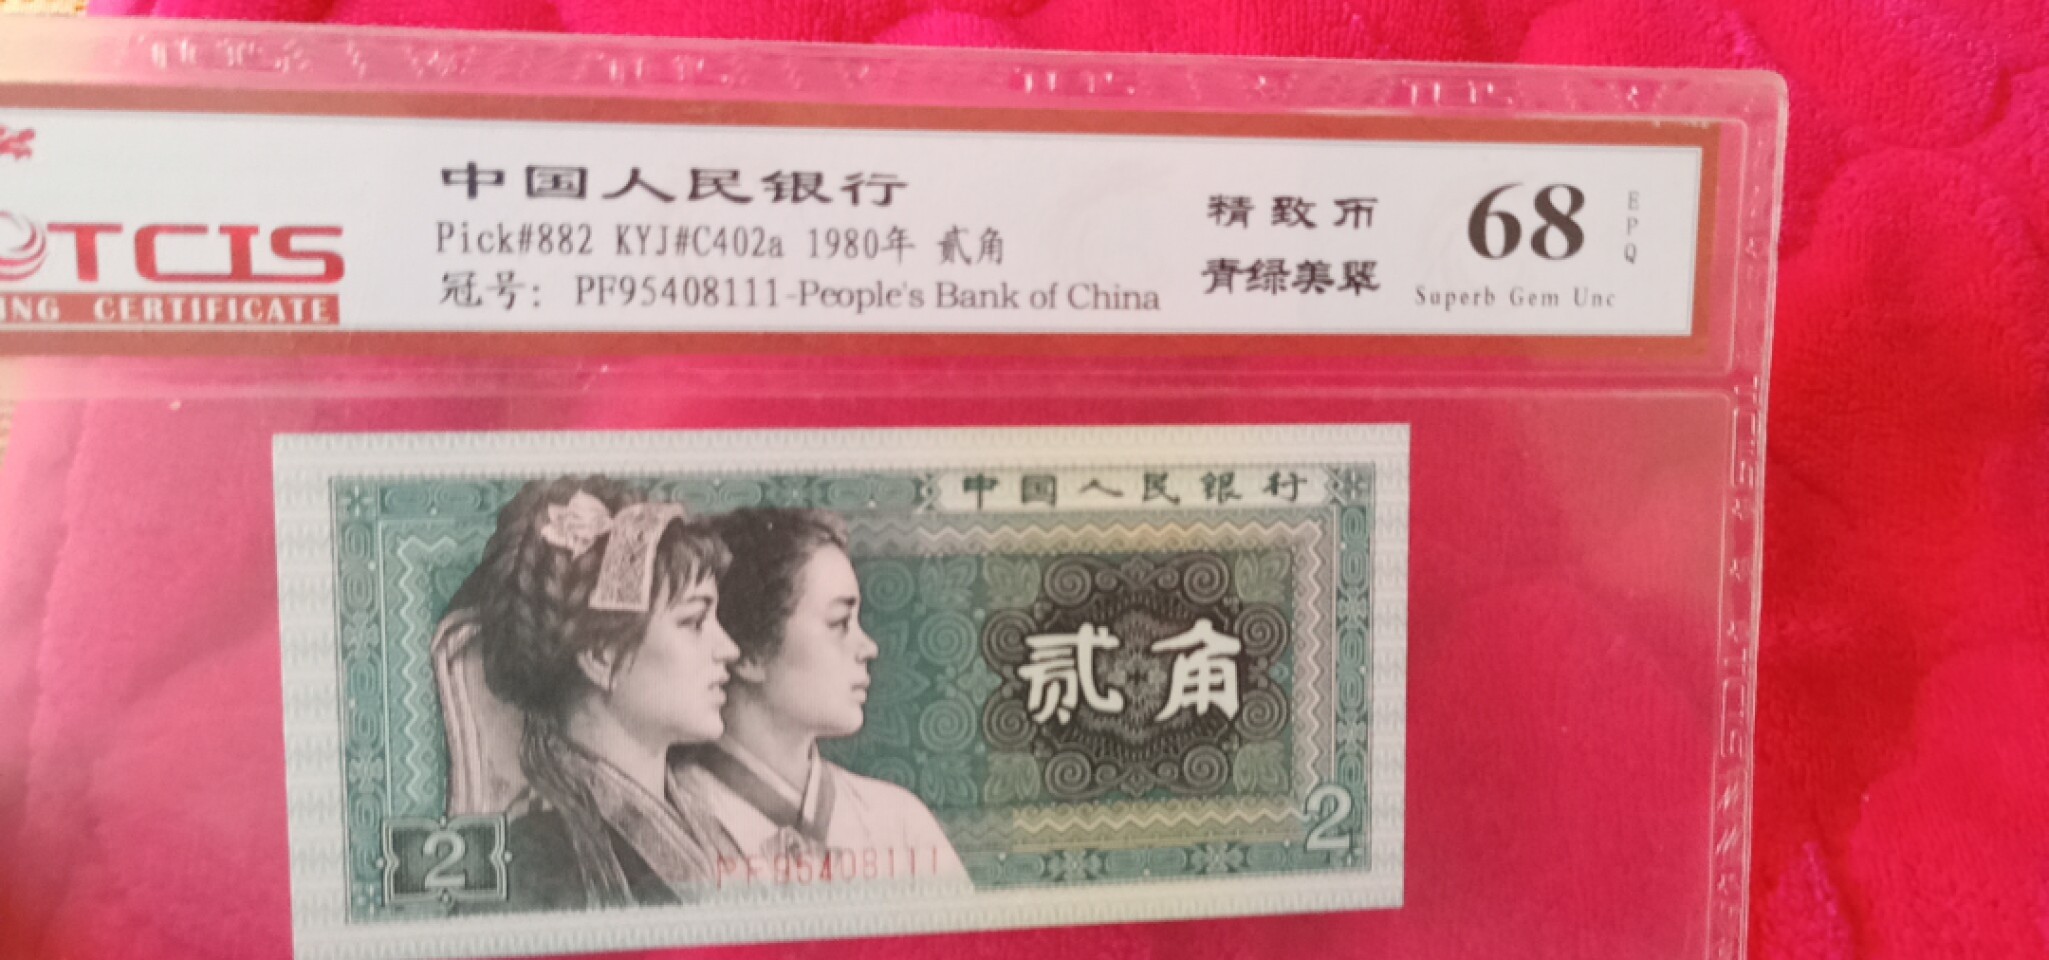 TCIS
ING CERTIFICATE
中国人民银行
Pick#882 KYJ#C402a 1980年 貳角
冠号: PF95408111-People's Bank of China
精致币
青绿美翠
68
EPQ
Superb Gem Unc
中国人民银行
贰角
2
2
PF95408111